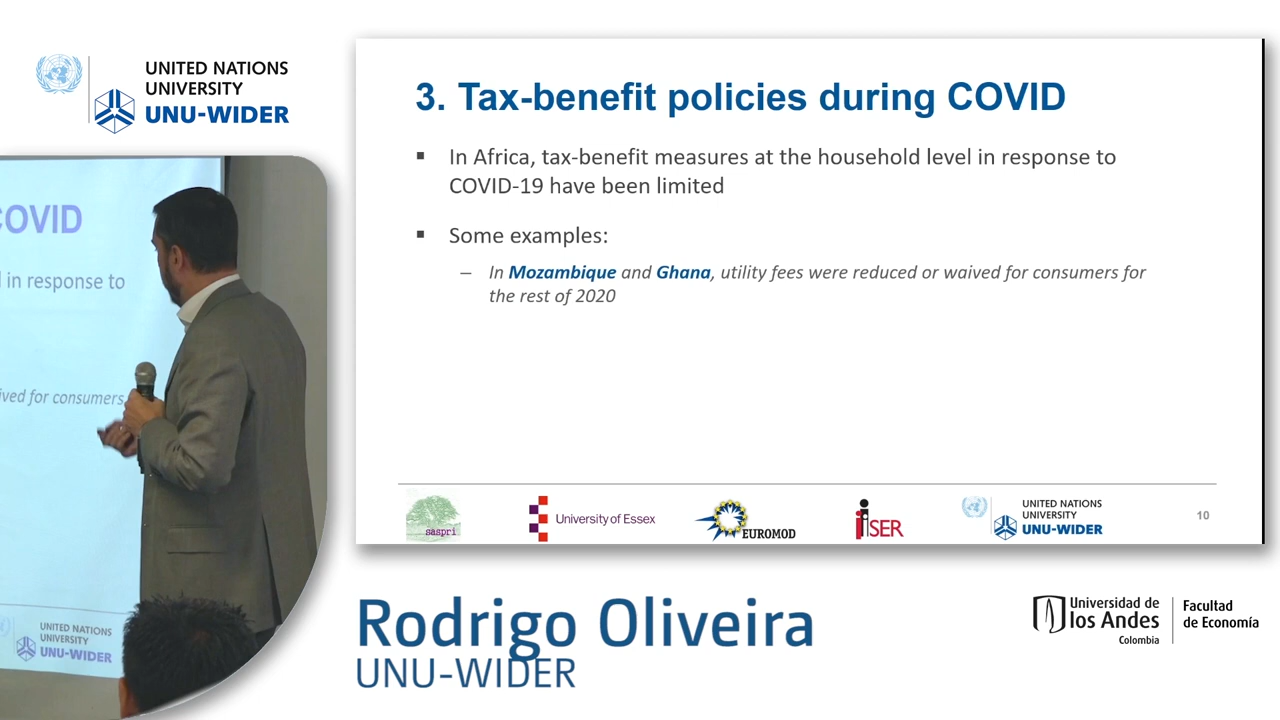 UNITED NATIONS
UNIVERSITY
UNU-WIDER
COVID
in response to
ived for consumers
UNITED NATIONS
UNIVERSITY
UNU-WIDER
3. Tax-benefit policies during COVID
▪ In Africa, tax-benefit measures at the household level in response to
COVID-19 have been limited
▪ Some examples:
– In Mozambique and Ghana, utility fees were reduced or waived for consumers for
the rest of 2020
saspri
University of Essex
EUROMOD
iSER
UNITED NATIONS
UNIVERSITY
UNU-WIDER
10
Rodrigo Oliveira
UNU-WIDER
Universidad de
los Andes
Colombia
Facultad
de Economía